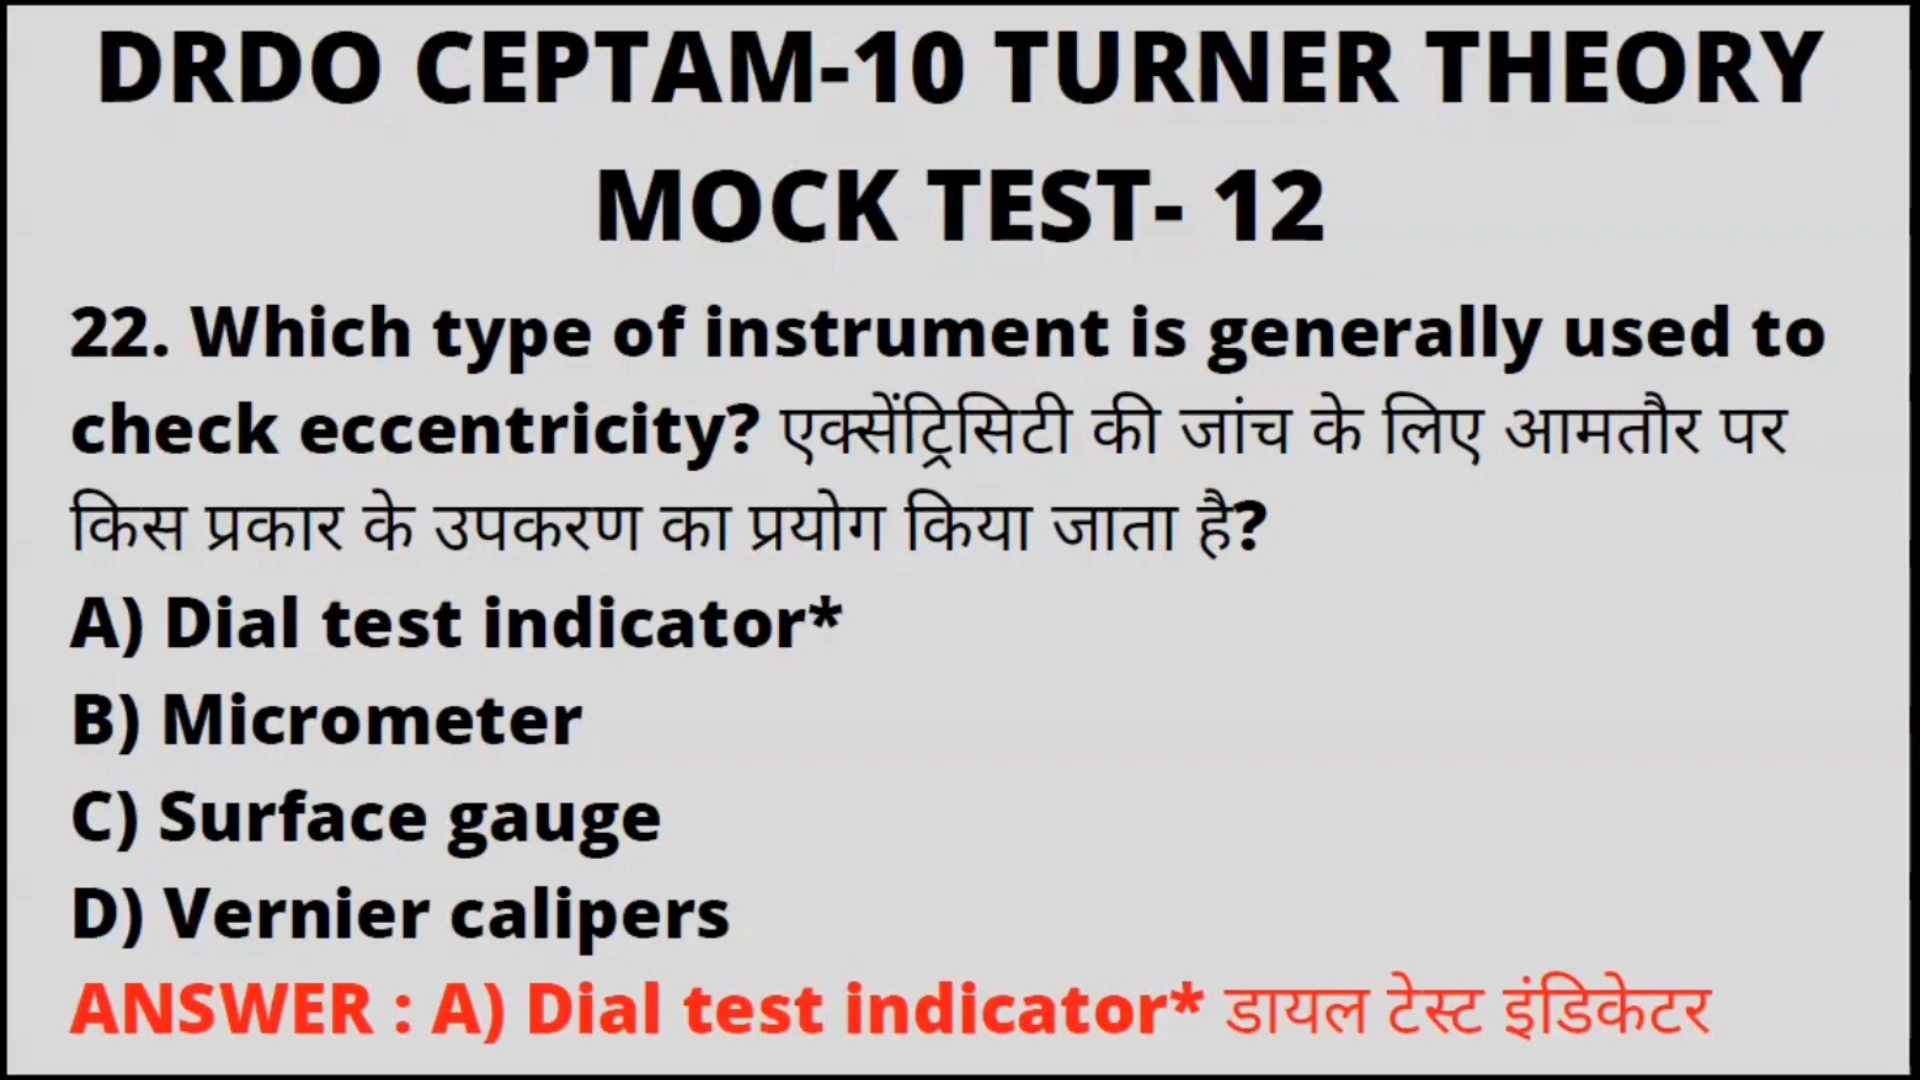 DRDO CEPTAM-10 TURNER THEORY
MOCK TEST- 12
22. Which type of instrument is generally used to
check eccentricity? एक्सेंट्रिसिटी की जांच के लिए आमतौर पर
किस प्रकार के उपकरण का प्रयोग किया जाता है?
A) Dial test indicator*
B) Micrometer
C) Surface gauge
D) Vernier calipers
ANSWER : A) Dial test indicator* डायल टेस्ट इंडिकेटर